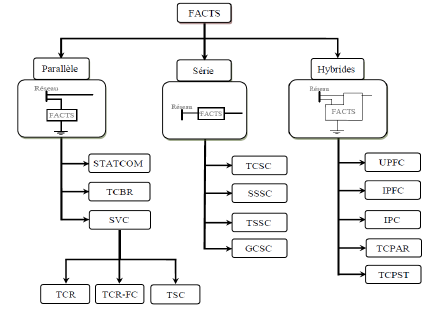 FACTS
Parallèle
Série
Hybrides
Réseau
FACTS
Réseau
FACTS
Réseau
FACTS
STATCOM
TCBR
SVC
TCR
TCR-FC
TSC
TCSC
SSSC
TSSC
GCSC
UPFC
IPFC
IPC
TCPAR
TCPST